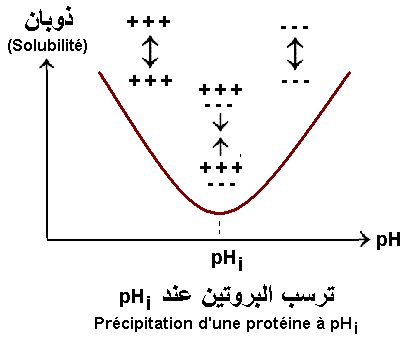 ذوبان
(Solubilité)
+++
+++
---
---
+++
---
+++
---
pH
pHi
ترسب البروتين عند pHi
Précipitation d'une protéine à pHi